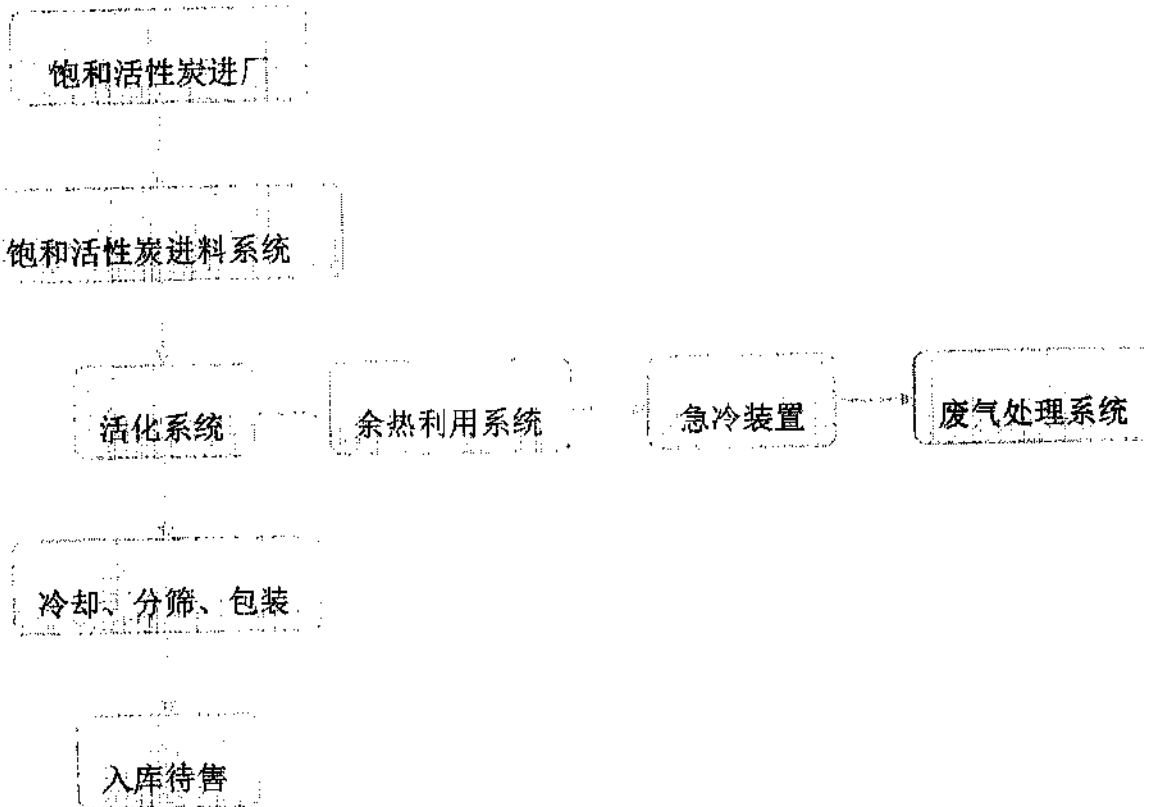 饱和活性炭进厂
饱和活性炭进料系统
活化系统
余热利用系统
急冷装置
废气处理系统
冷却、分筛、包装
入库待售